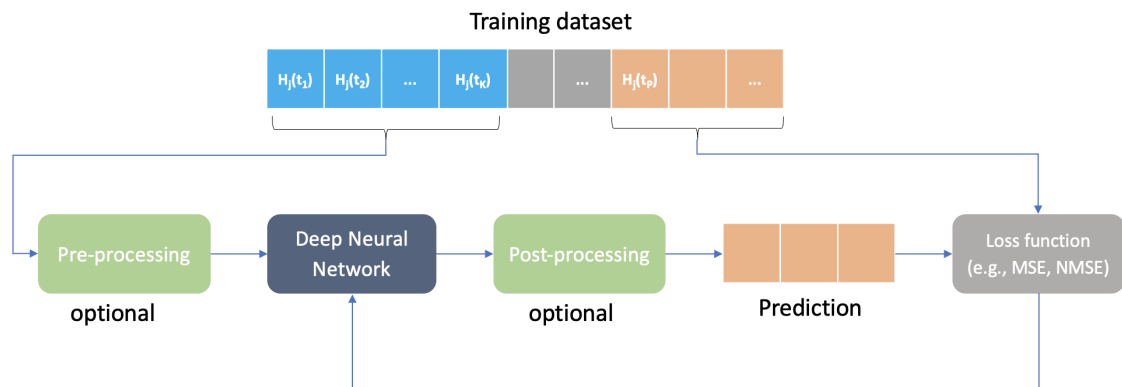 Training dataset
Hj(t1) Hj(t2) ... Hj(tK) ... Hj(tP) ...
Pre-processing
optional
Deep Neural
Network
Post-processing
optional
Prediction
Loss function
(e.g., MSE, NMSE)